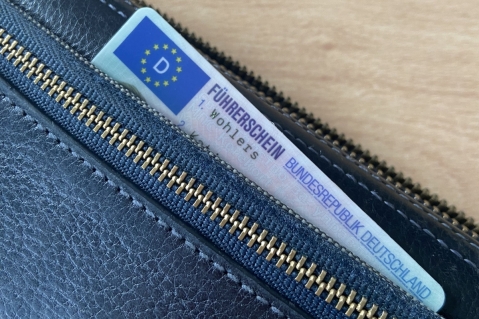 D
FÜHRERSCHEIN
BUNDESREPUBLIK DEUTSCHLAND
1. Wohlers